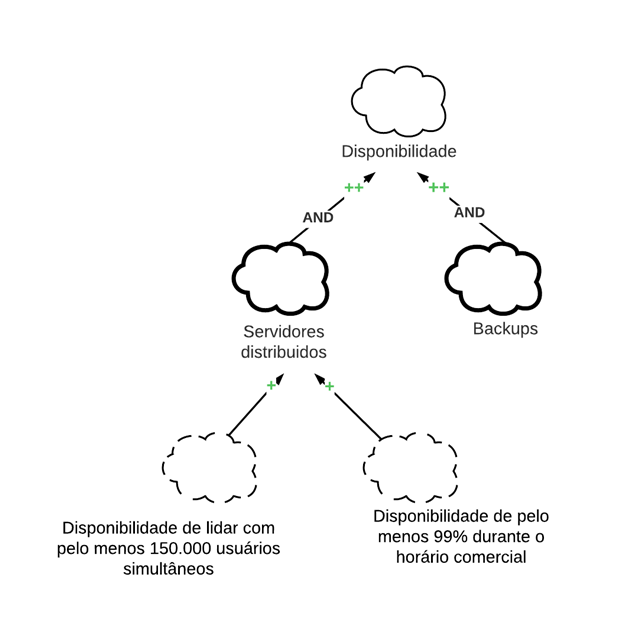 Disponibilidade
++
++
AND
AND
Servidores
distribuidos
Backups
+
+
Disponibilidade de lidar com
pelo menos 150.000 usuários
simultâneos
Disponibilidade de pelo
menos 99% durante o
horário comercial